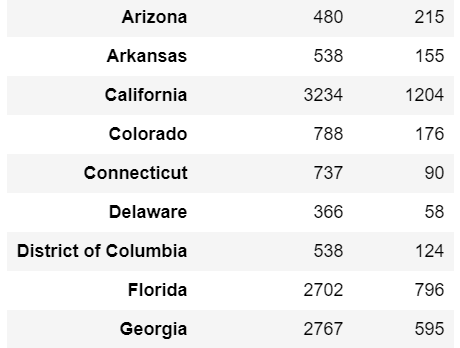 Arizona 480 215
Arkansas 538 155
California 3234 1204
Colorado 788 176
Connecticut 737 90
Delaware 366 58
District of Columbia 538 124
Florida 2702 796
Georgia 2767 595